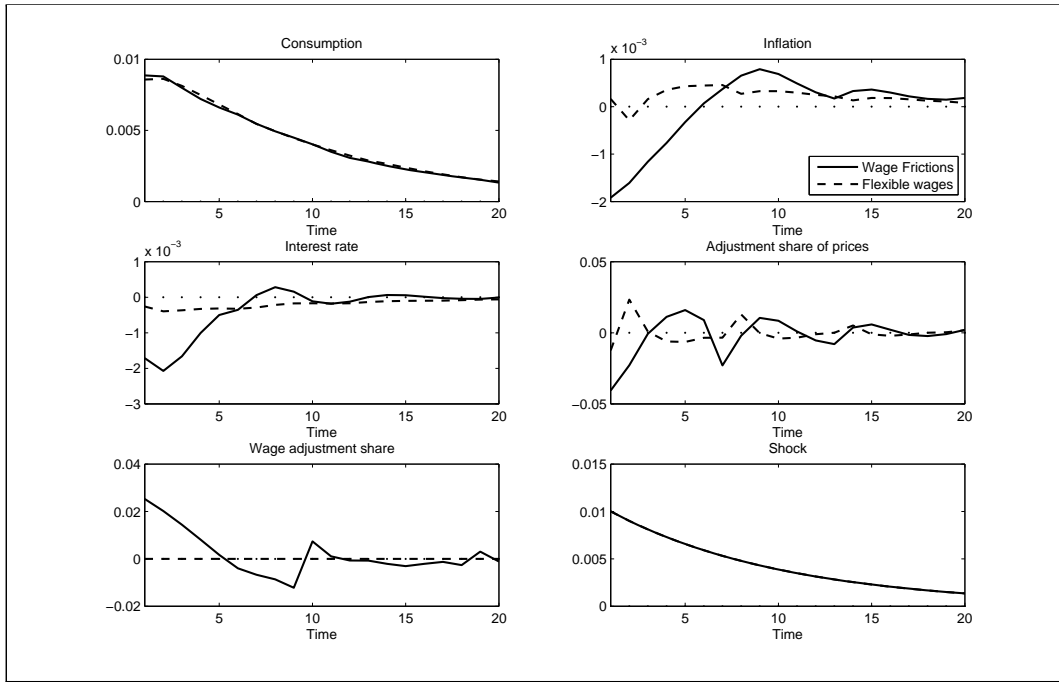 Consumption
0.01
0.005
0
5 10 15 20
Time
Inflation
x 10⁻³
1
0
−1
−2
Wage Frictions
Flexible wages
5 10 15 20
Time
Interest rate
x 10⁻³
1
0
−1
−2
−3
5 10 15 20
Time
Adjustment share of prices
0.05
0
−0.05
5 10 15 20
Time
Wage adjustment share
0.04
0.02
0
−0.02
5 10 15 20
Time
Shock
0.015
0.01
0.005
0
5 10 15 20
Time